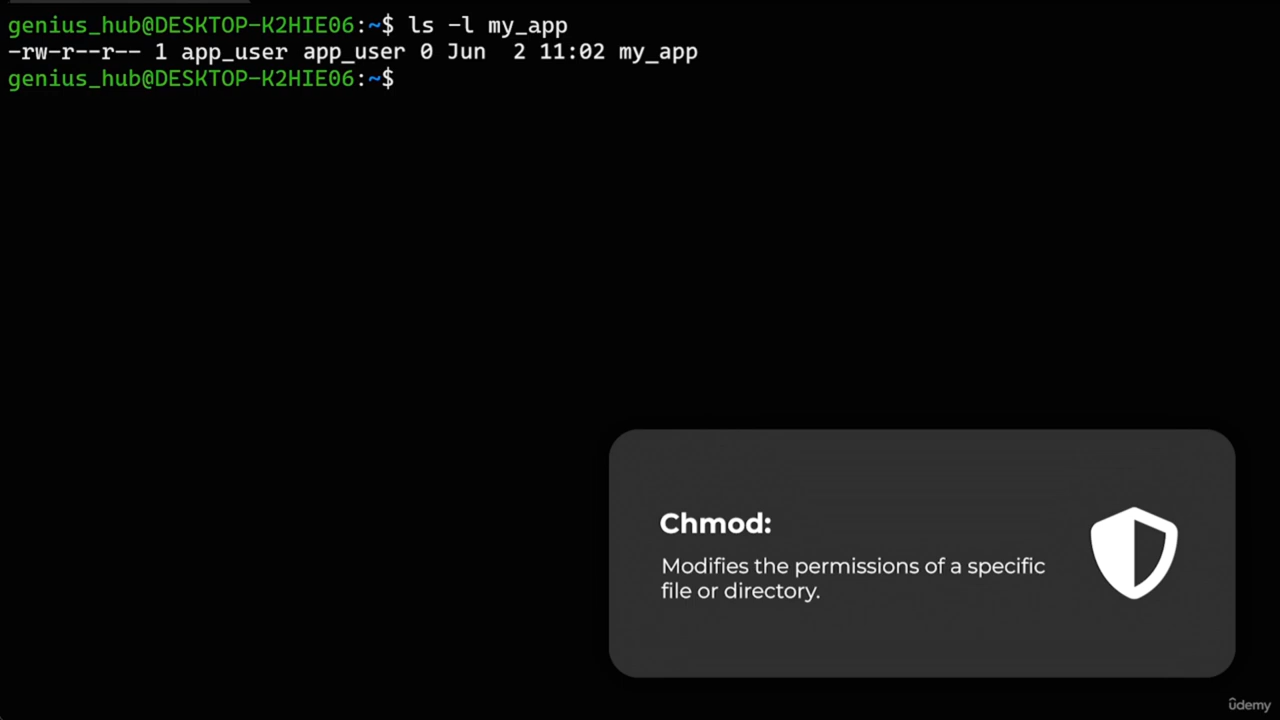 genius_hub@DESKTOP-K2HIE06:~$ ls -l my_app
-rw-r--r-- 1 app_user app_user 0 Jun  2 11:02 my_app
genius_hub@DESKTOP-K2HIE06:~$
Chmod:
Modifies the permissions of a specific
file or directory.
ûdemy